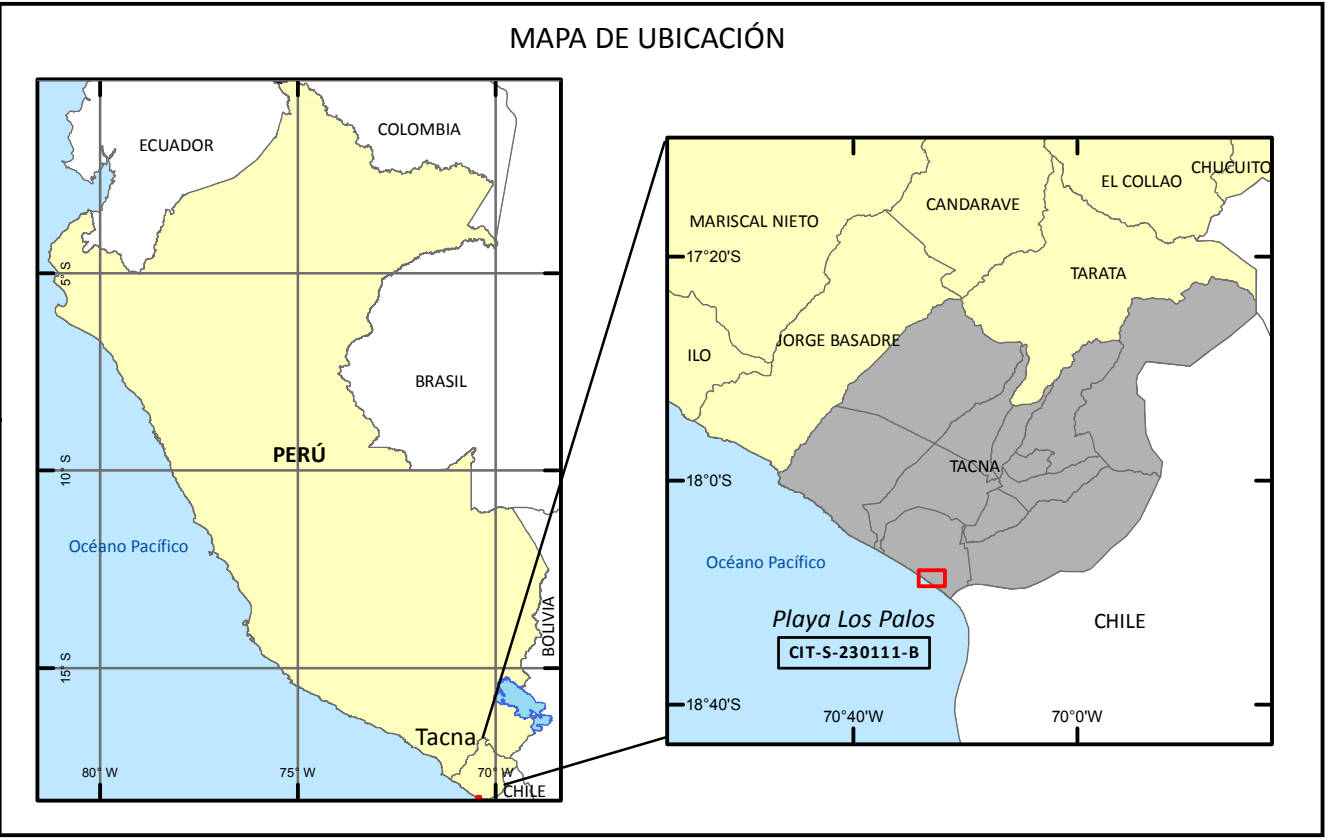 MAPA DE UBICACIÓN
ECUADOR
COLOMBIA
5° S
BRASIL
PERÚ
10° S
Océano Pacífico
BOLIVIA
15° S
Tacna
80° W
75° W
70° W
CHILE
CHUCUITO
EL COLLAO
CANDARAVE
MARISCAL NIETO
17°20'S
TARATA
JORGE BASADRE
ILO
TACNA
18°0'S
Océano Pacífico
Playa Los Palos
CIT-S-230111-B
CHILE
18°40'S
70°40'W
70°0'W